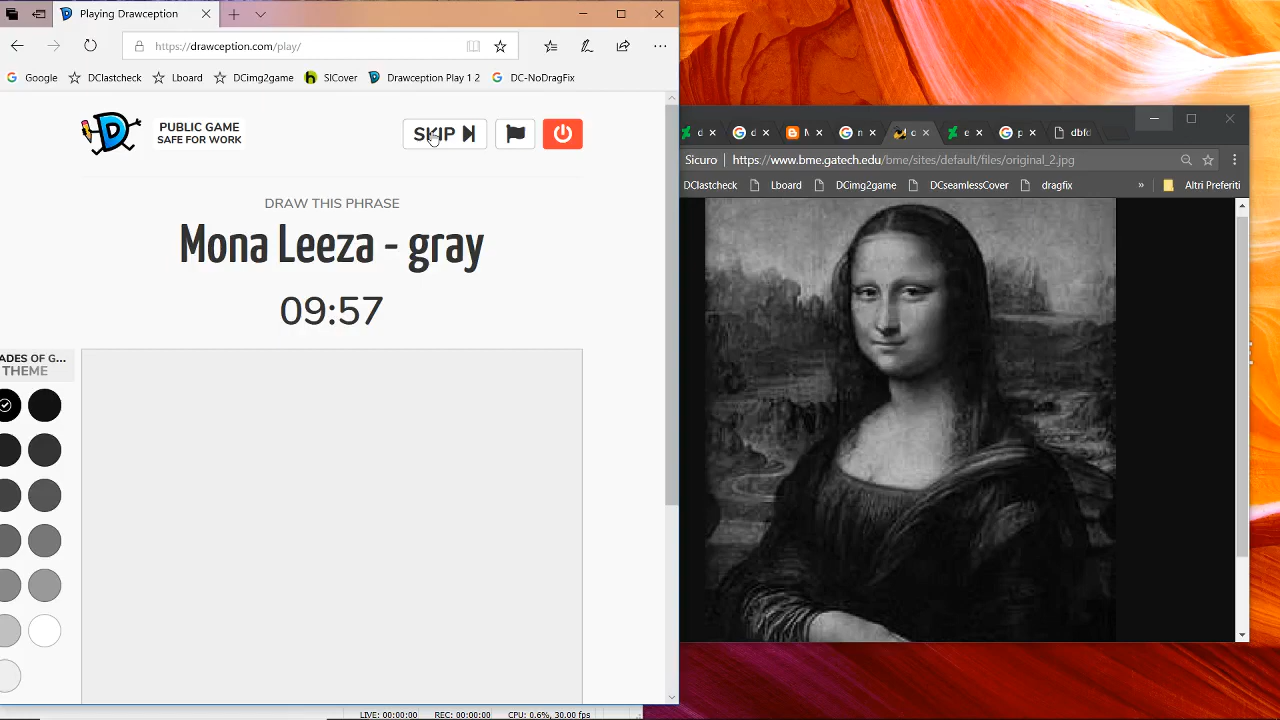 Playing Drawception
https://drawception.com/play/
Google DClastcheck Lboard DCimg2game SlCover Drawception Play 1 2 DC-NoDragFix
D PUBLIC GAME
SAFE FOR WORK
SKIP
DRAW THIS PHRASE
Mona Leeza - gray
09:57
ADES OF G...
THEME
LIVE: 00:00:00 REC: 00:00:00 CPU: 0.6%, 30.00 fps
d d M n c e p dbfd
Sicuro https://www.bme.gatech.edu/bme/sites/default/files/original_2.jpg
DClastcheck Lboard DCimg2game DCseamlessCover dragfix » Altri Preferiti